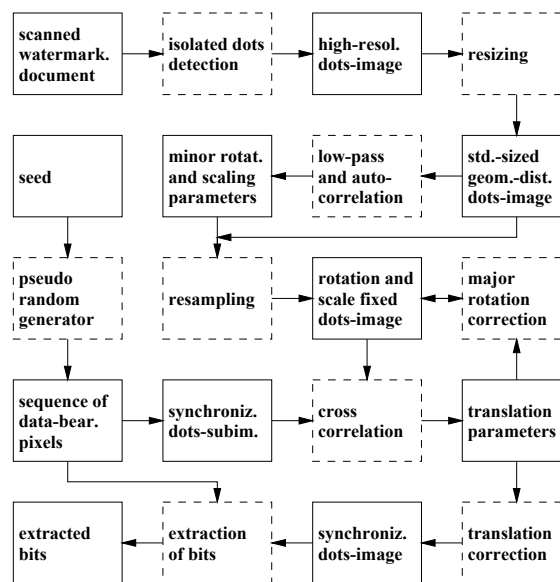 scanned
watermark.
document
isolated dots
detection
high-resol.
dots-image
resizing
seed
minor rotat.
and scaling
parameters
low-pass
and auto-
correlation
std.-sized
geom.-dist.
dots-image
pseudo
random
generator
resampling
rotation and
scale fixed
dots-image
major
rotation
correction
sequence of
data-bear.
pixels
synchroniz.
dots-subim.
cross
correlation
translation
parameters
extracted
bits
extraction
of bits
synchroniz.
dots-image
translation
correction